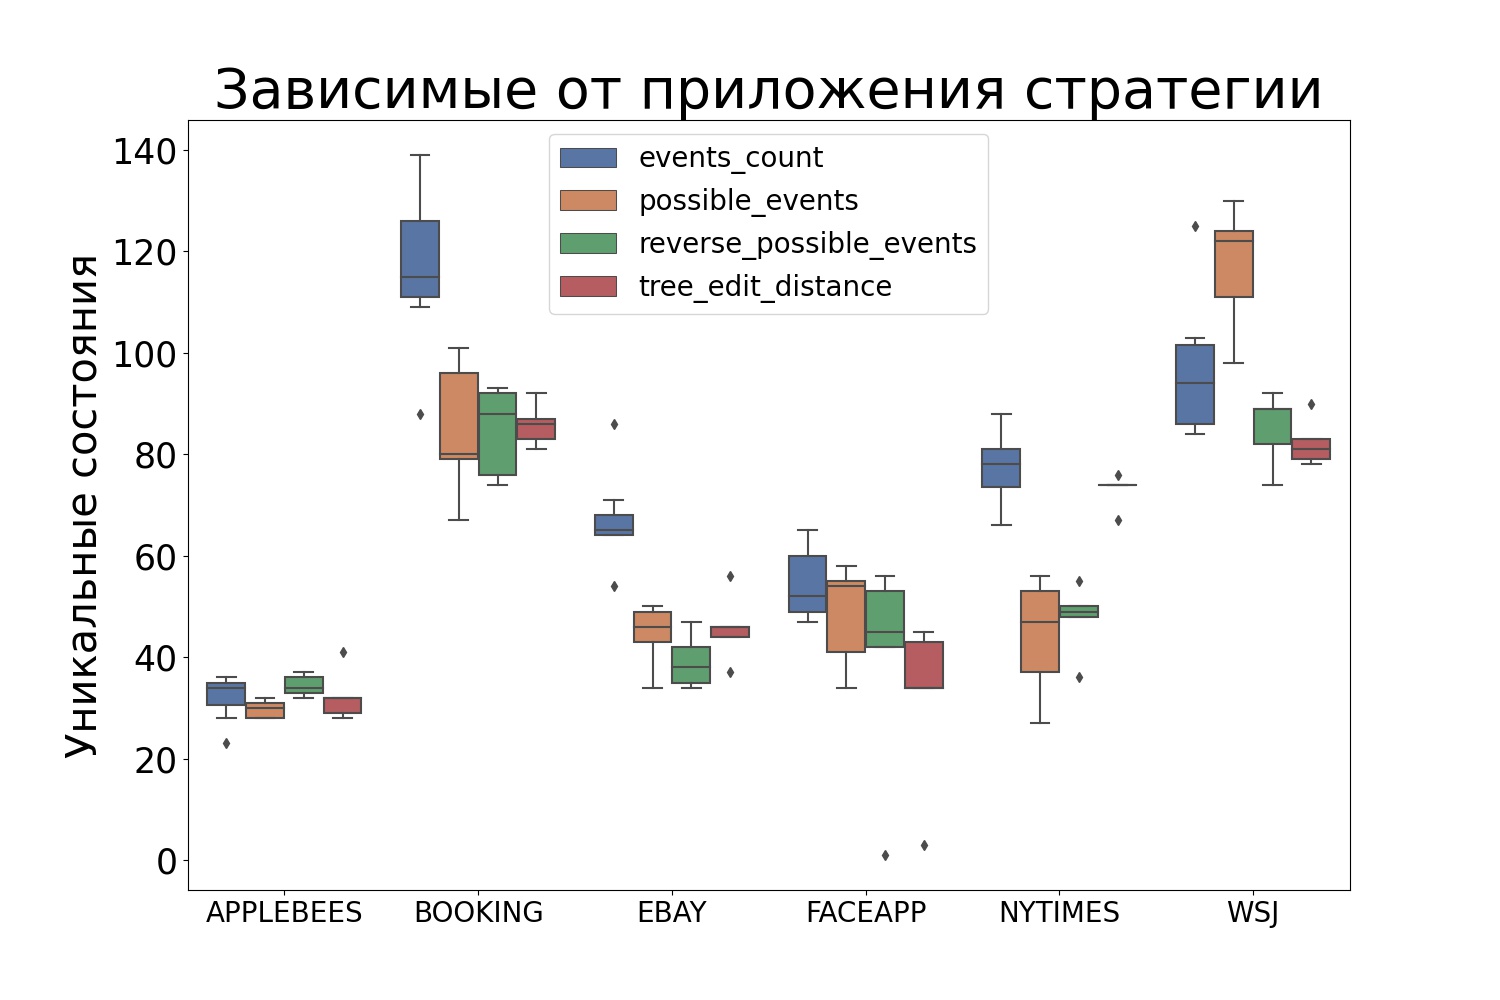 Зависимые от приложения стратегии
events_count
possible_events
reverse_possible_events
tree_edit_distance
Уникальные состояния
140
120
100
80
60
40
20
0
APPLEBEES BOOKING EBAY FACEAPP NYTIMES WSJ